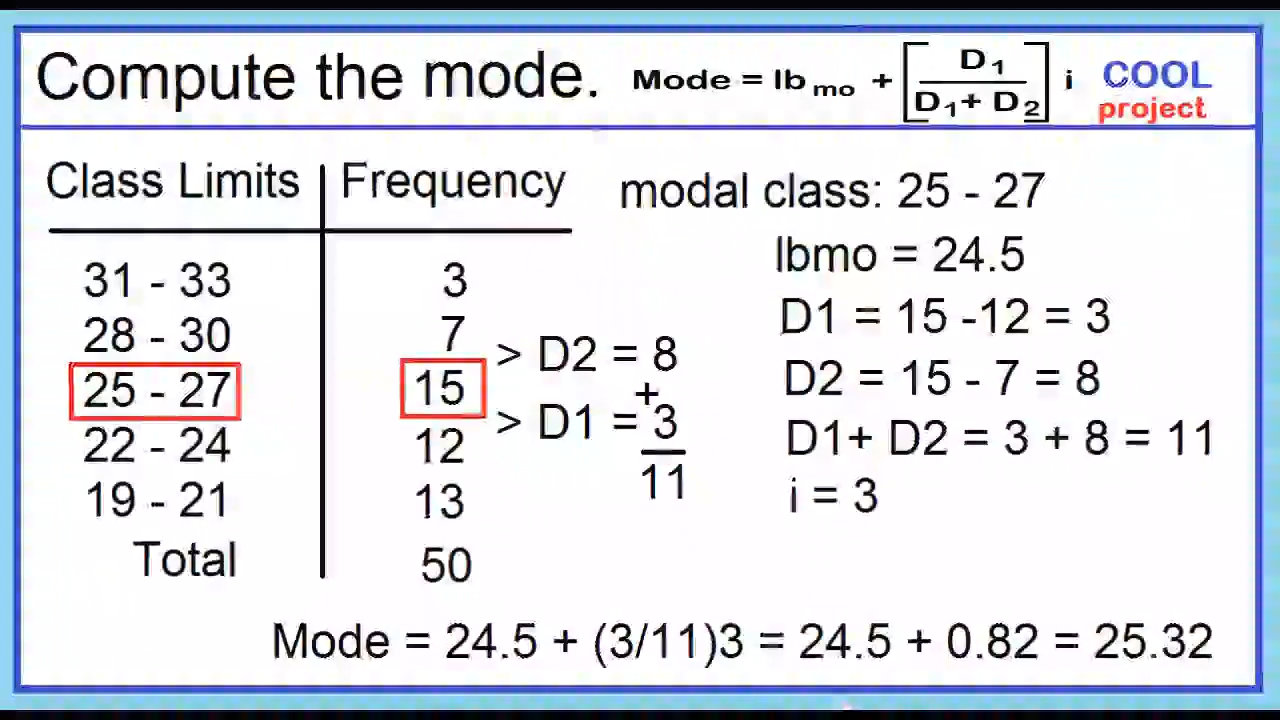 Compute the mode. Mode = lb mo + [ D1 / D1 + D2 ] i COOL project
Class Limits Frequency
31 - 33 3
28 - 30 7
25 - 27 15
22 - 24 12
19 - 21 13
Total 50
> D2 = 8
+
> D1 = 3
11
modal class: 25 - 27
lbmo = 24.5
D1 = 15 -12 = 3
D2 = 15 - 7 = 8
D1+ D2 = 3 + 8 = 11
i = 3
Mode = 24.5 + (3/11)3 = 24.5 + 0.82 = 25.32